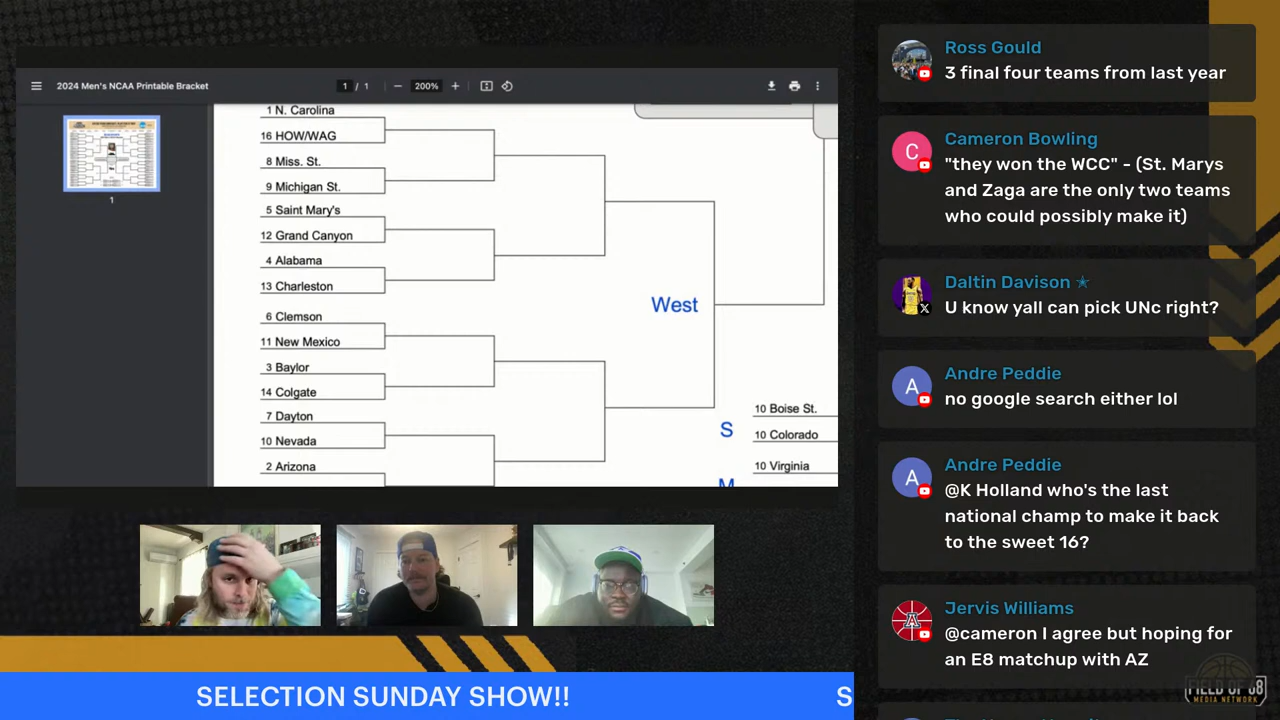 2024 Men's NCAA Printable Bracket
1 / 1
200%
1
1 N. Carolina
16 HOW/WAG
8 Miss. St.
9 Michigan St.
5 Saint Mary's
12 Grand Canyon
4 Alabama
13 Charleston
6 Clemson
11 New Mexico
3 Baylor
14 Colgate
7 Dayton
10 Nevada
2 Arizona
West
S
M
10 Boise St.
10 Colorado
10 Virginia
Ross Gould
3 final four teams from last year
C
Cameron Bowling
"they won the WCC" - (St. Marys
and Zaga are the only two teams
who could possibly make it)
Daltin Davison
U know yall can pick UNc right?
A
Andre Peddie
no google search either lol
A
Andre Peddie
@K Holland who's the last
national champ to make it back
to the sweet 16?
A
Jervis Williams
@cameron I agree but hoping for
an E8 matchup with AZ
SELECTION SUNDAY SHOW!!
S
FIELD OF 68
MEDIA NETWORK